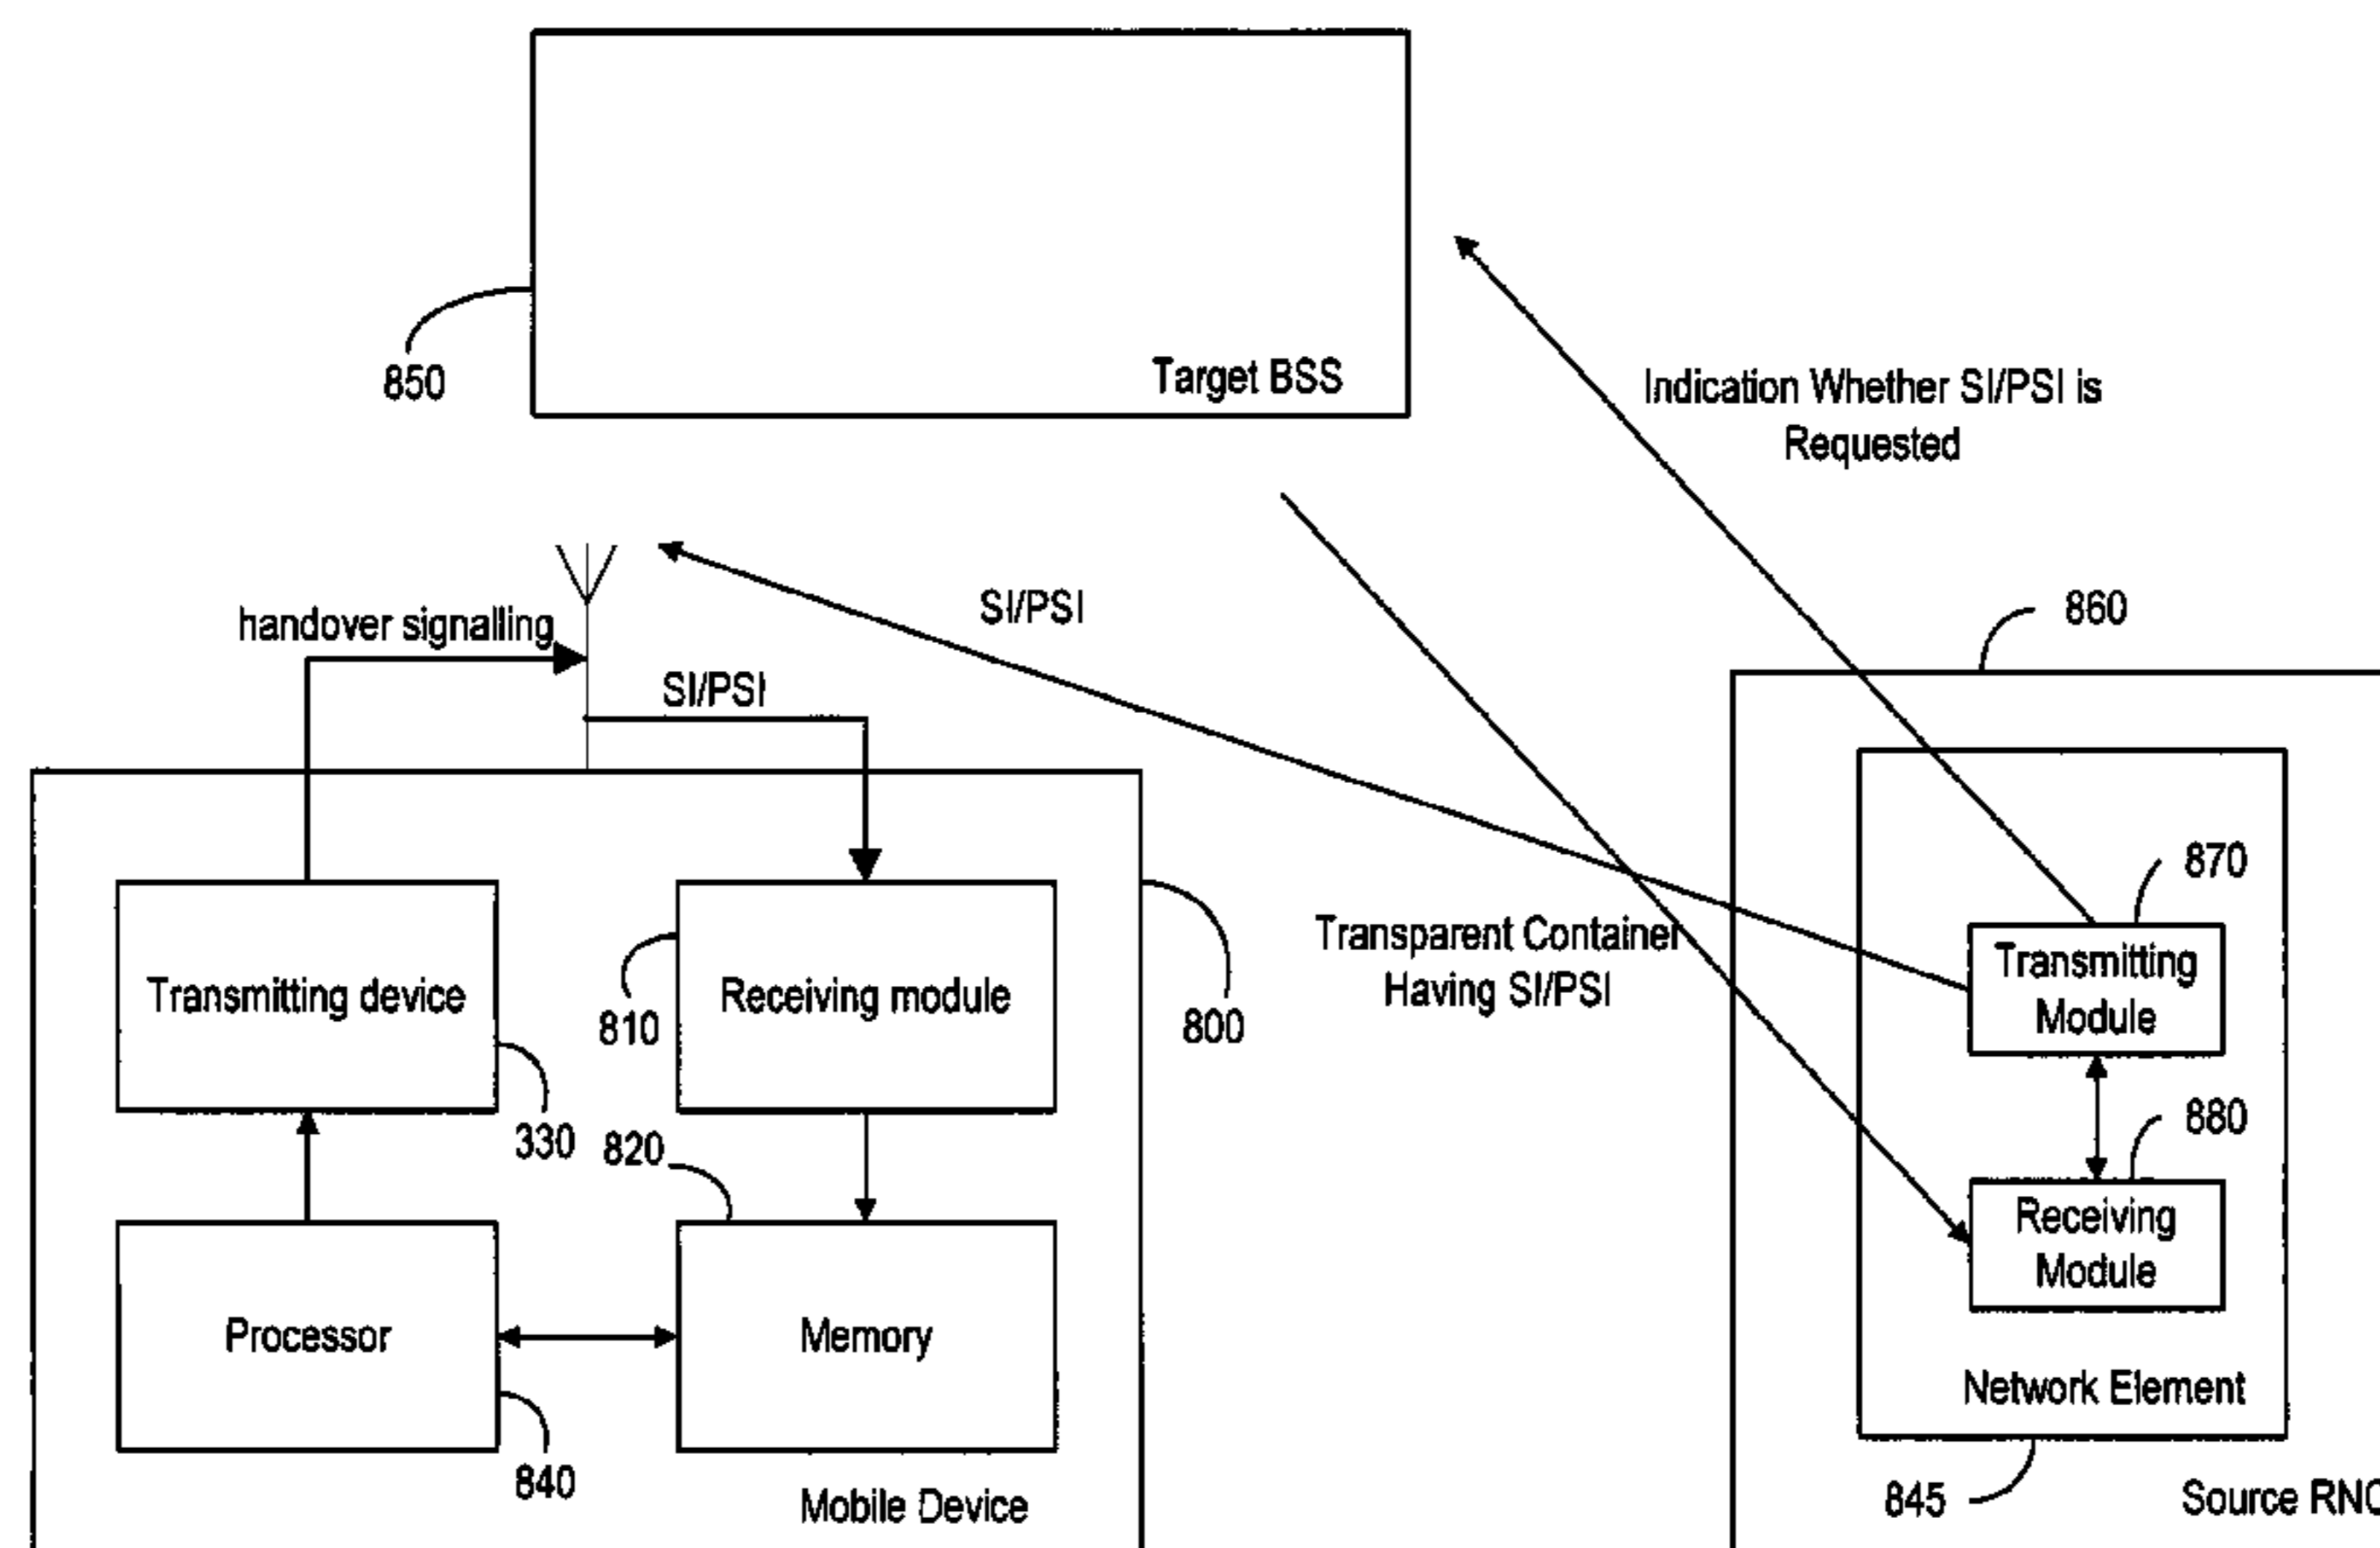 850
Target BSS
Indication Whether SI/PSI is
Requested
handover signalling
SI/PSI
SI/PSI
860
870
Transmitting device
810
Receiving module
800
Transparent Container
Having SI/PSI
Transmitting
Module
330
820
880
Receiving
Module
Processor
Memory
Network Element
840
Mobile Device
845
Source RNC